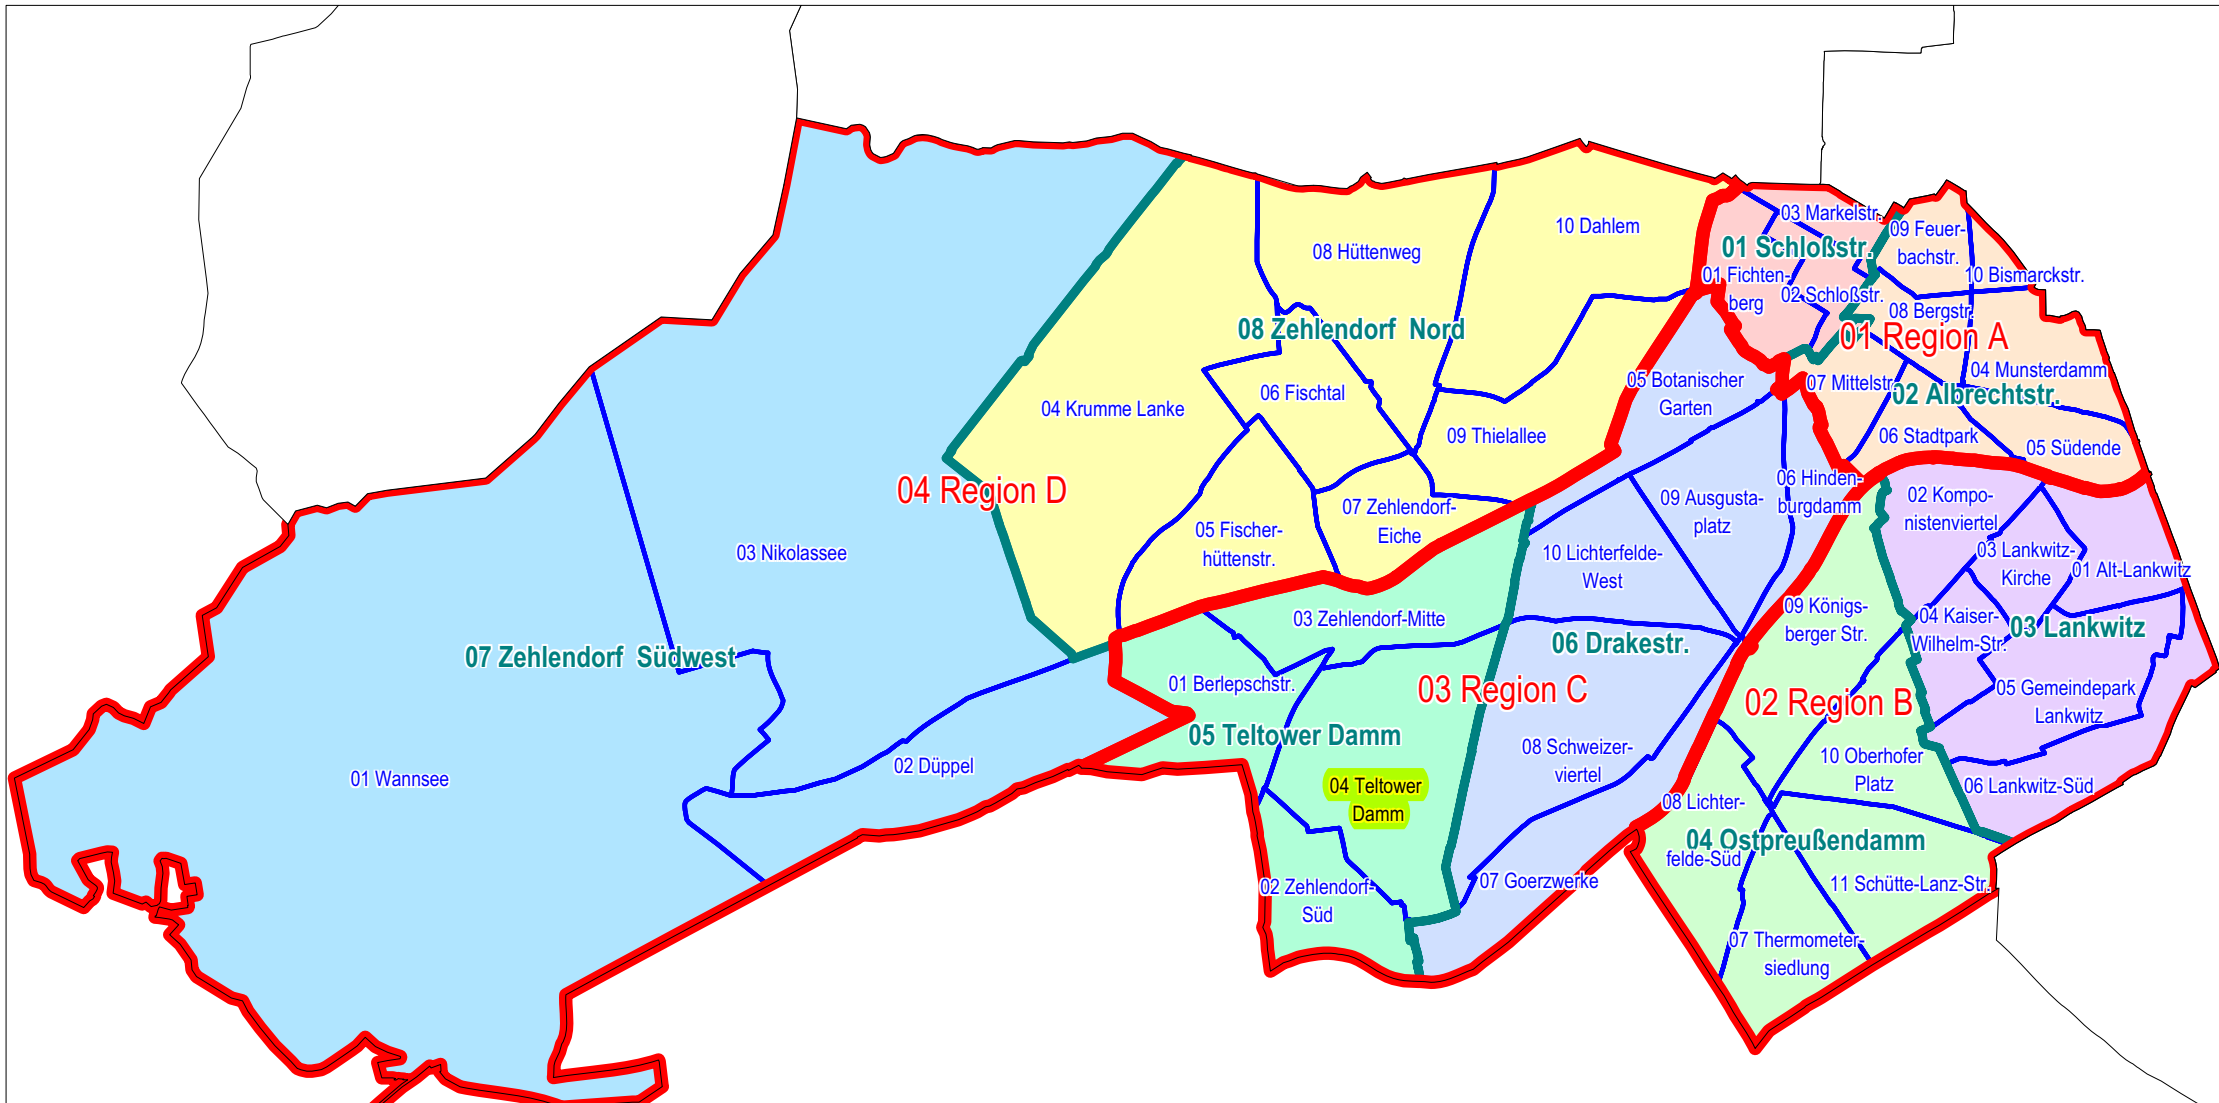 03 Markelstr.
09 Feuer-
bachstr.
10 Dahlem
01 Schloßstr.
08 Hüttenweg
01 Fichten-
berg
10 Bismarckstr.
02 Schloßstr.
08 Bergstr.
08 Zehlendorf Nord
01 Region A
04 Munsterdamm
05 Botanischer
Garten
07 Mittelstr.
02 Albrechtstr.
06 Fischtal
04 Krumme Lanke
09 Thielallee
06 Stadtpark
05 Südende
06 Hinden-
burgdamm
04 Region D
09 Ausgusta-
platz
02 Kompo-
nistenviertel
07 Zehlendorf-
Eiche
05 Fischer-
hüttenstr.
03 Nikolassee
10 Lichterfelde-
West
03 Lankwitz-
Kirche
01 Alt-Lankwitz
09 Königs-
berger Str.
03 Zehlendorf-Mitte
04 Kaiser-
Wilhelm-Str.
03 Lankwitz
06 Drakestr.
07 Zehlendorf Südwest
01 Berlepschstr.
03 Region C
02 Region B
05 Gemeindepark
Lankwitz
05 Teltower Damm
08 Schweizer-
viertel
10 Oberhofer
Platz
02 Düppel
01 Wannsee
04 Teltower
Damm
06 Lankwitz-Süd
08 Lichter-
felde-Süd
04 Ostpreußendamm
02 Zehlendorf-
Süd
07 Goerzwerke
11 Schütte-Lanz-Str.
07 Thermometer-
siedlung